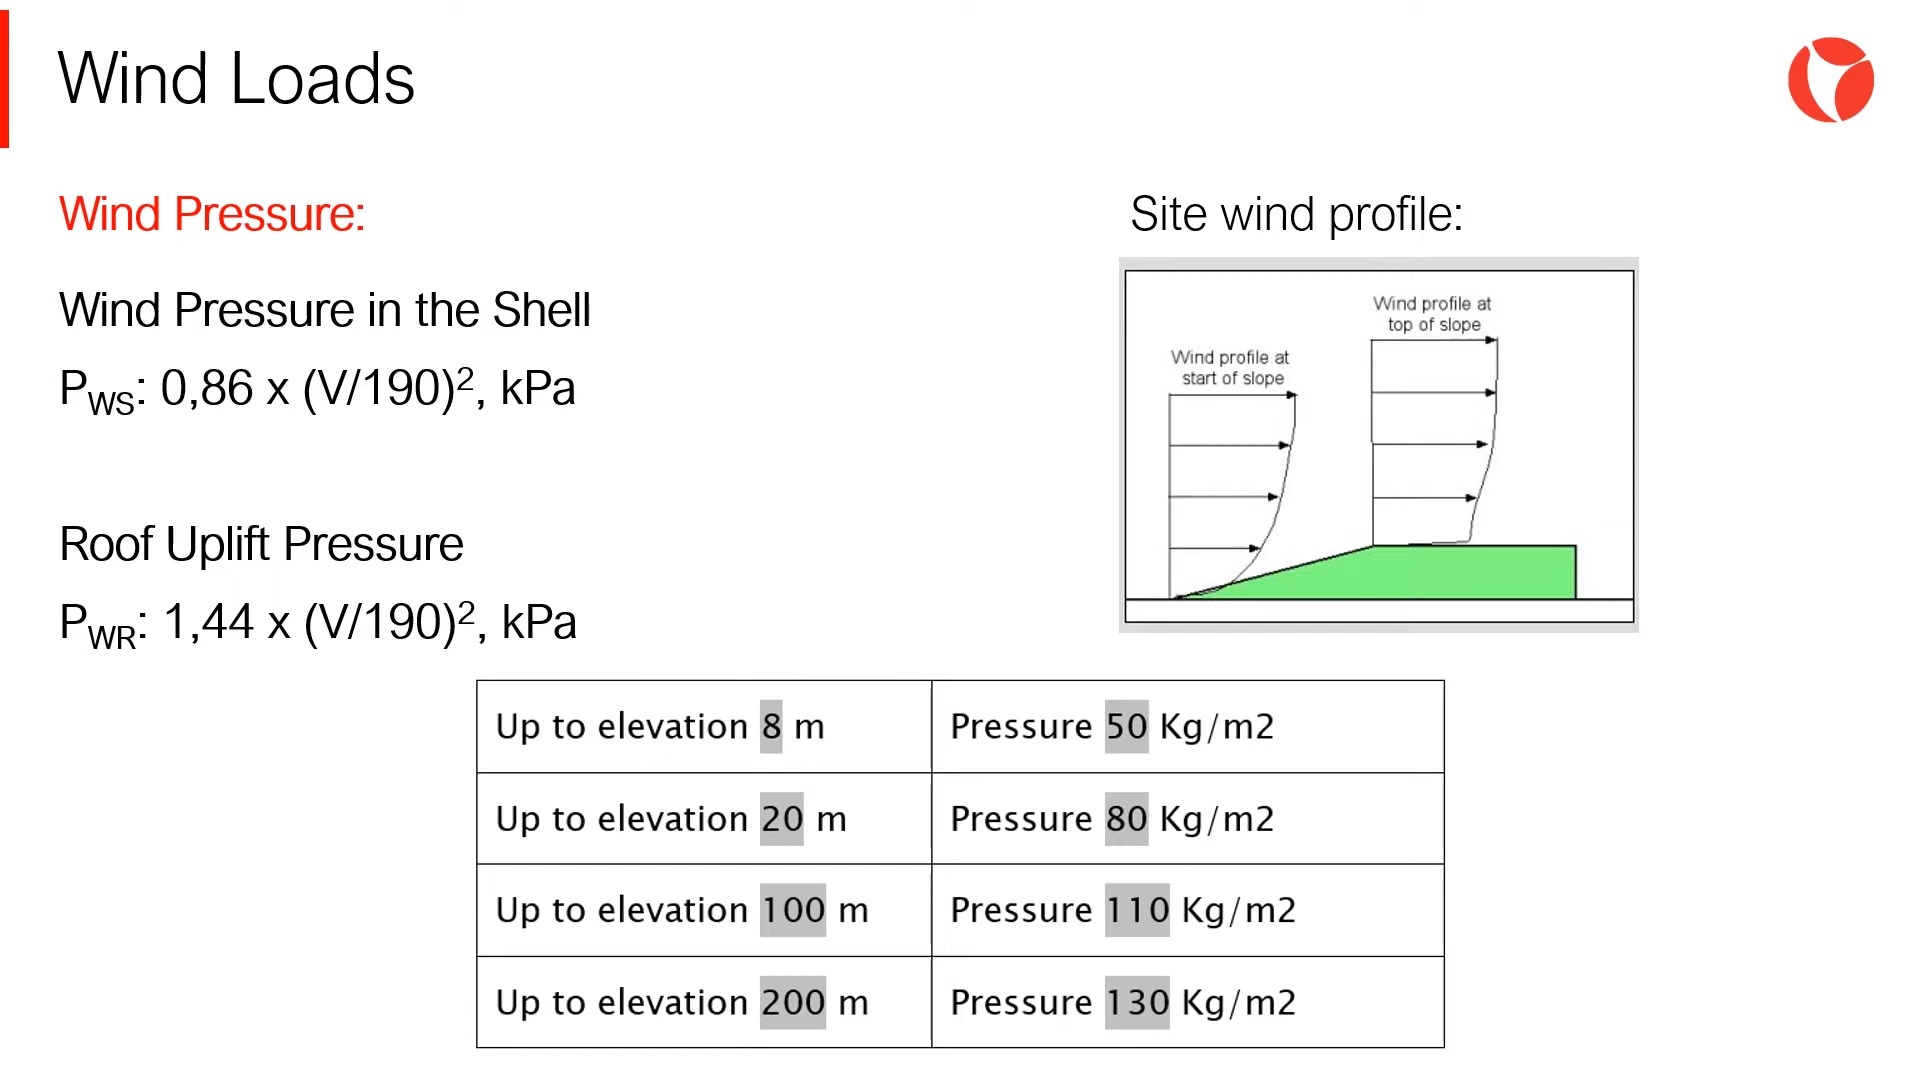 Wind Loads
Wind Pressure:
Wind Pressure in the Shell
PWS: 0,86 x (V/190)², kPa
Roof Uplift Pressure
PWR: 1,44 x (V/190)², kPa
Site wind profile:
Wind profile at
top of slope
Wind profile at
start of slope
Up to elevation 8 m Pressure 50 Kg/m2
Up to elevation 20 m Pressure 80 Kg/m2
Up to elevation 100 m Pressure 110 Kg/m2
Up to elevation 200 m Pressure 130 Kg/m2